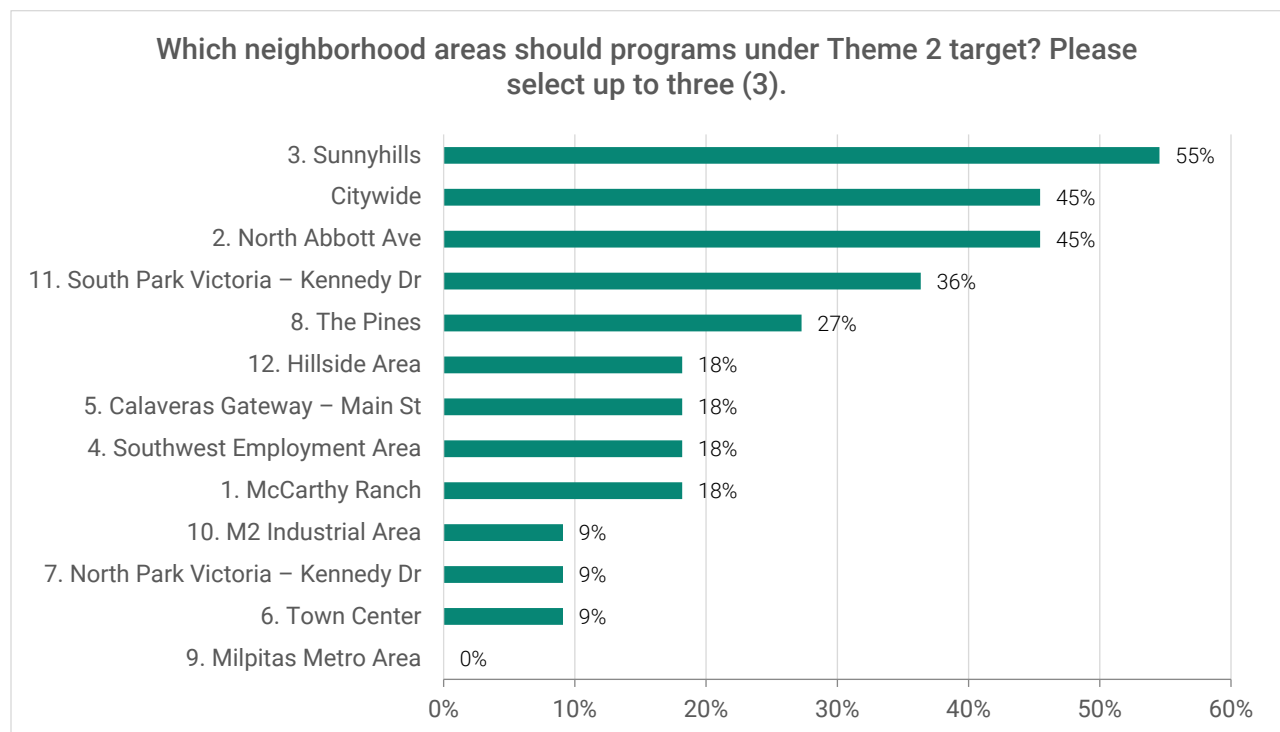 Which neighborhood areas should programs under Theme 2 target? Please
select up to three (3).
3. Sunnyhills 55%
Citywide 45%
2. North Abbott Ave 45%
11. South Park Victoria – Kennedy Dr 36%
8. The Pines 27%
12. Hillside Area 18%
5. Calaveras Gateway – Main St 18%
4. Southwest Employment Area 18%
1. McCarthy Ranch 18%
10. M2 Industrial Area 9%
7. North Park Victoria – Kennedy Dr 9%
6. Town Center 9%
9. Milpitas Metro Area 0%
0% 10% 20% 30% 40% 50% 60%